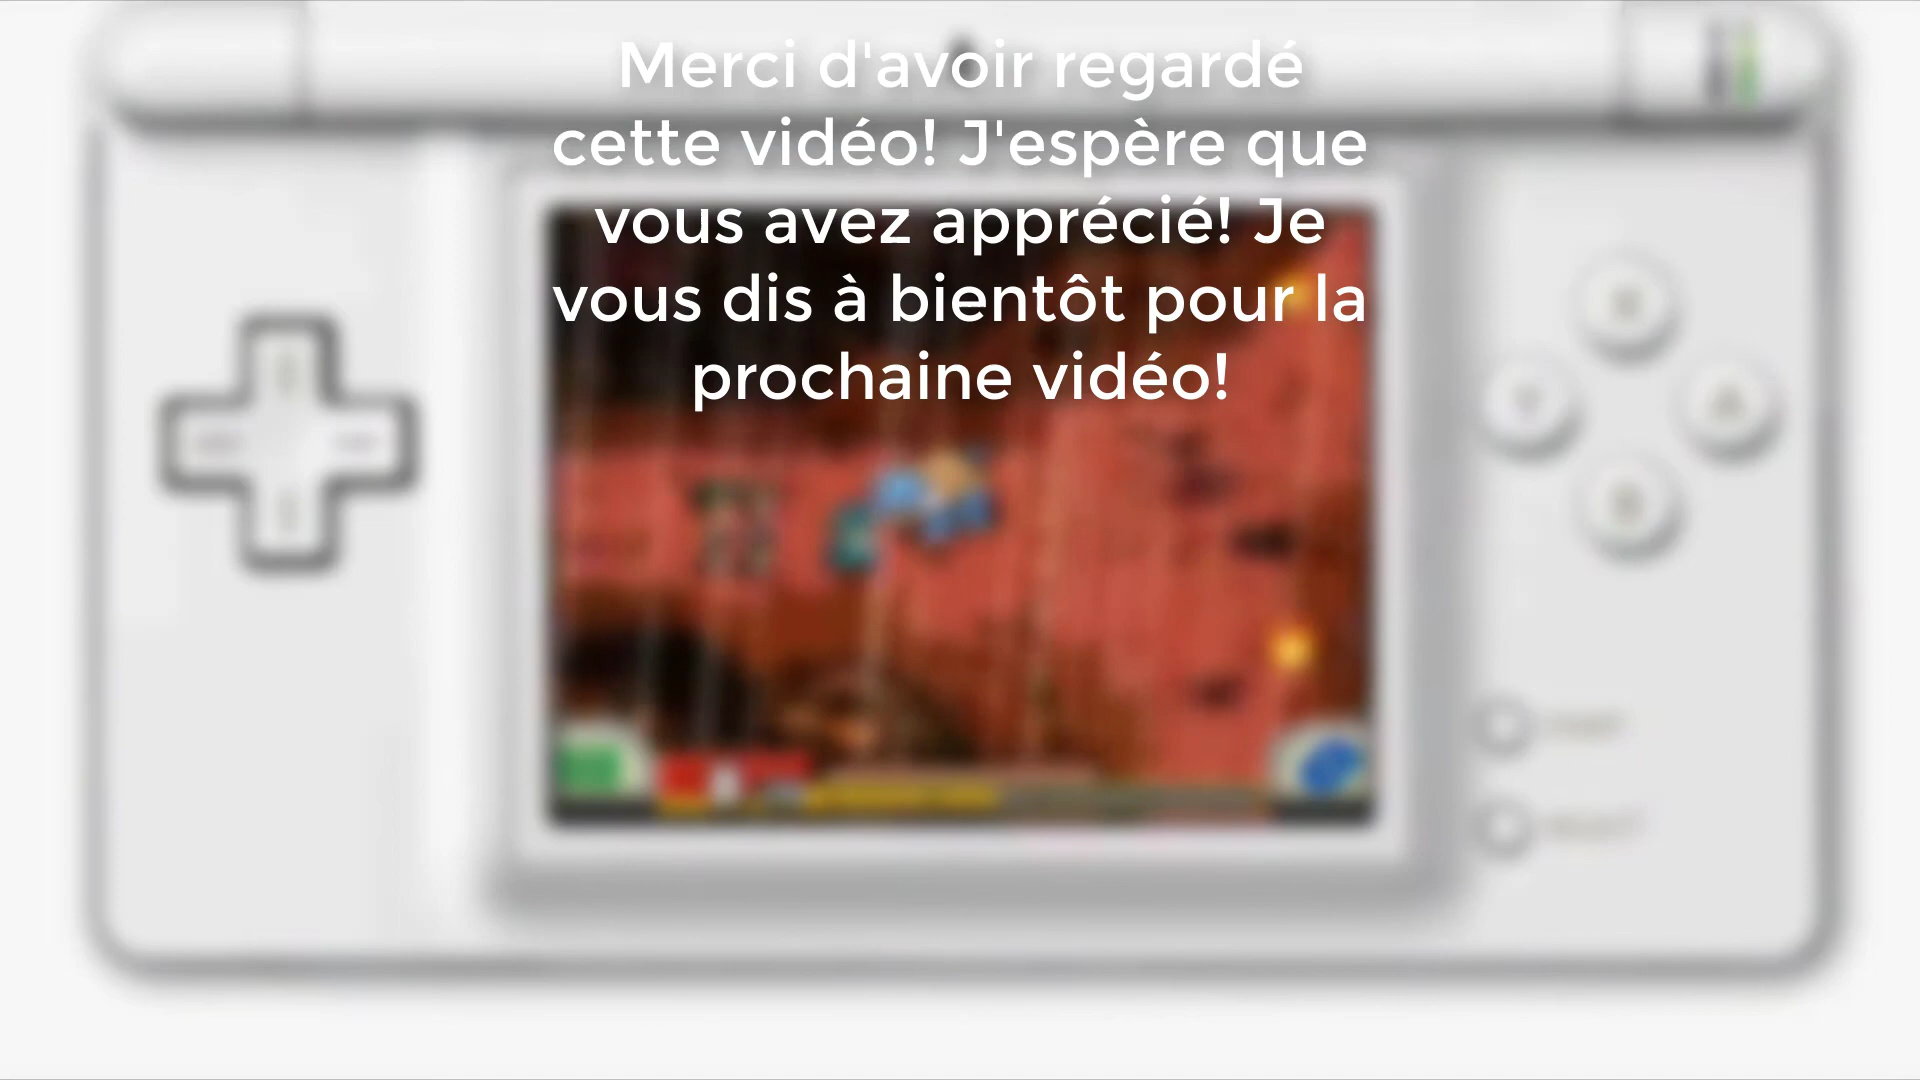 Merci d'avoir regardé
cette vidéo! J'espère que
vous avez apprécié! Je
vous dis à bientôt pour la
prochaine vidéo!